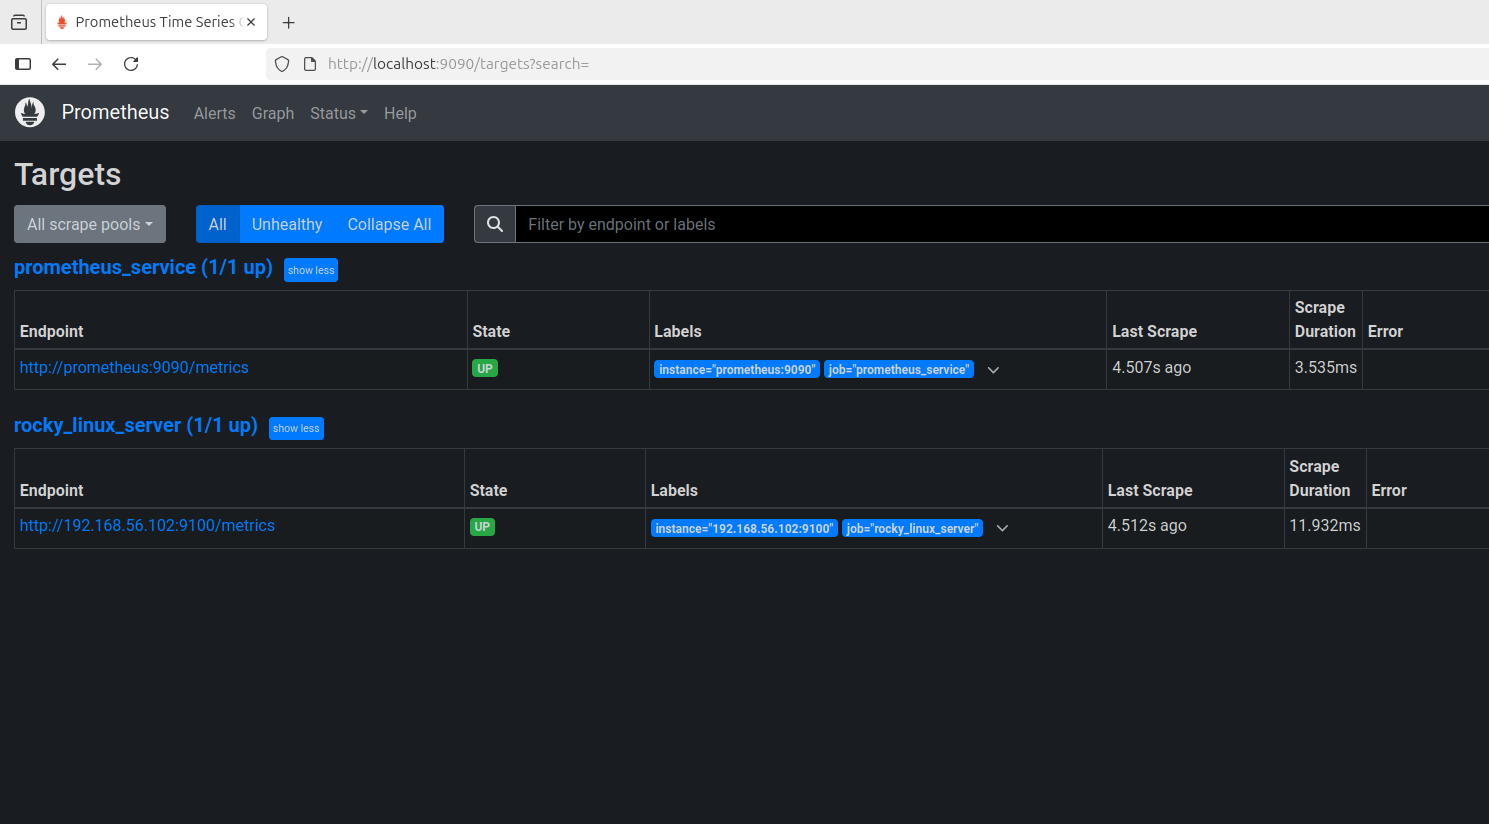 Prometheus Time Series
http://localhost:9090/targets?search=
Prometheus Alerts Graph Status Help
Targets
All scrape pools All Unhealthy Collapse All Filter by endpoint or labels
prometheus_service (1/1 up) show less
Endpoint State Labels Last Scrape Scrape Duration Error
http://prometheus:9090/metrics UP instance="prometheus:9090" job="prometheus_service" 4.507s ago 3.535ms
rocky_linux_server (1/1 up) show less
Endpoint State Labels Last Scrape Scrape Duration Error
http://192.168.56.102:9100/metrics UP instance="192.168.56.102:9100" job="rocky_linux_server" 4.512s ago 11.932ms